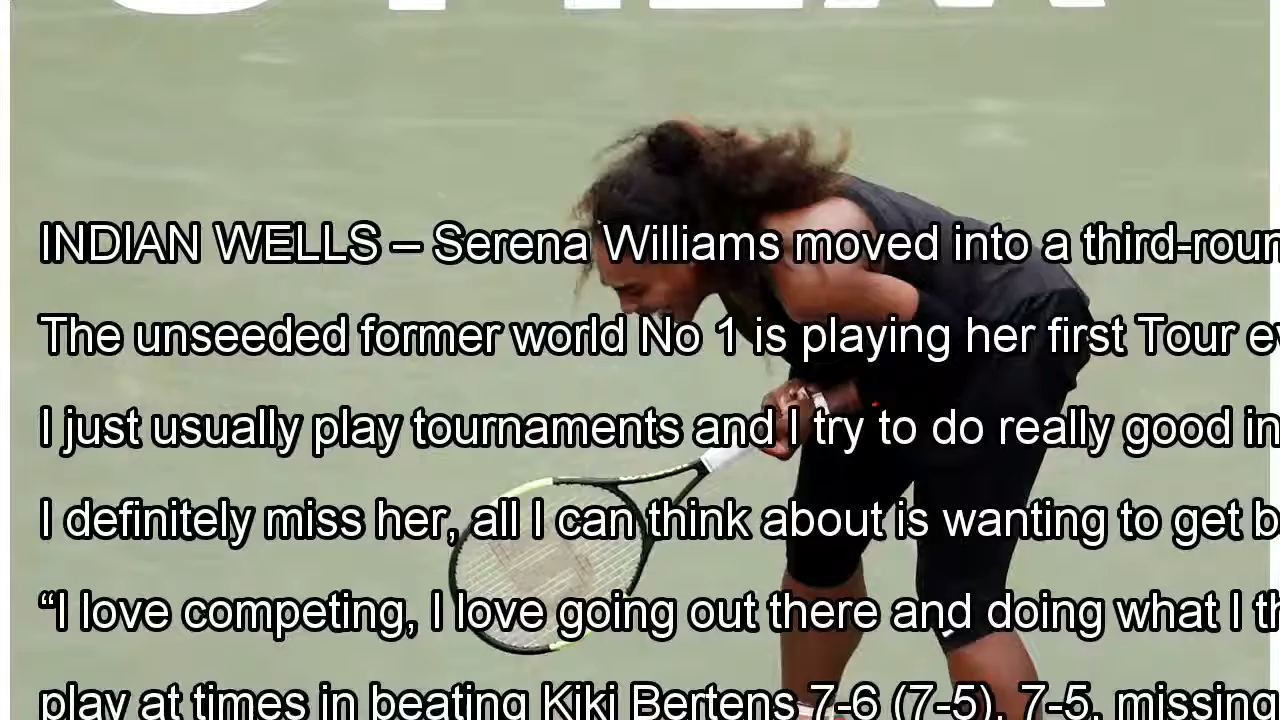 INDIAN WELLS – Serena Williams moved into a third-roun
The unseeded former world No 1 is playing her first Tour ev
I just usually play tournaments and I try to do really good in
I definitely miss her, all I can think about is wanting to get b
“I love competing, I love going out there and doing what I th
play at times in beating Kiki Bertens 7-6 (7-5), 7-5, missing